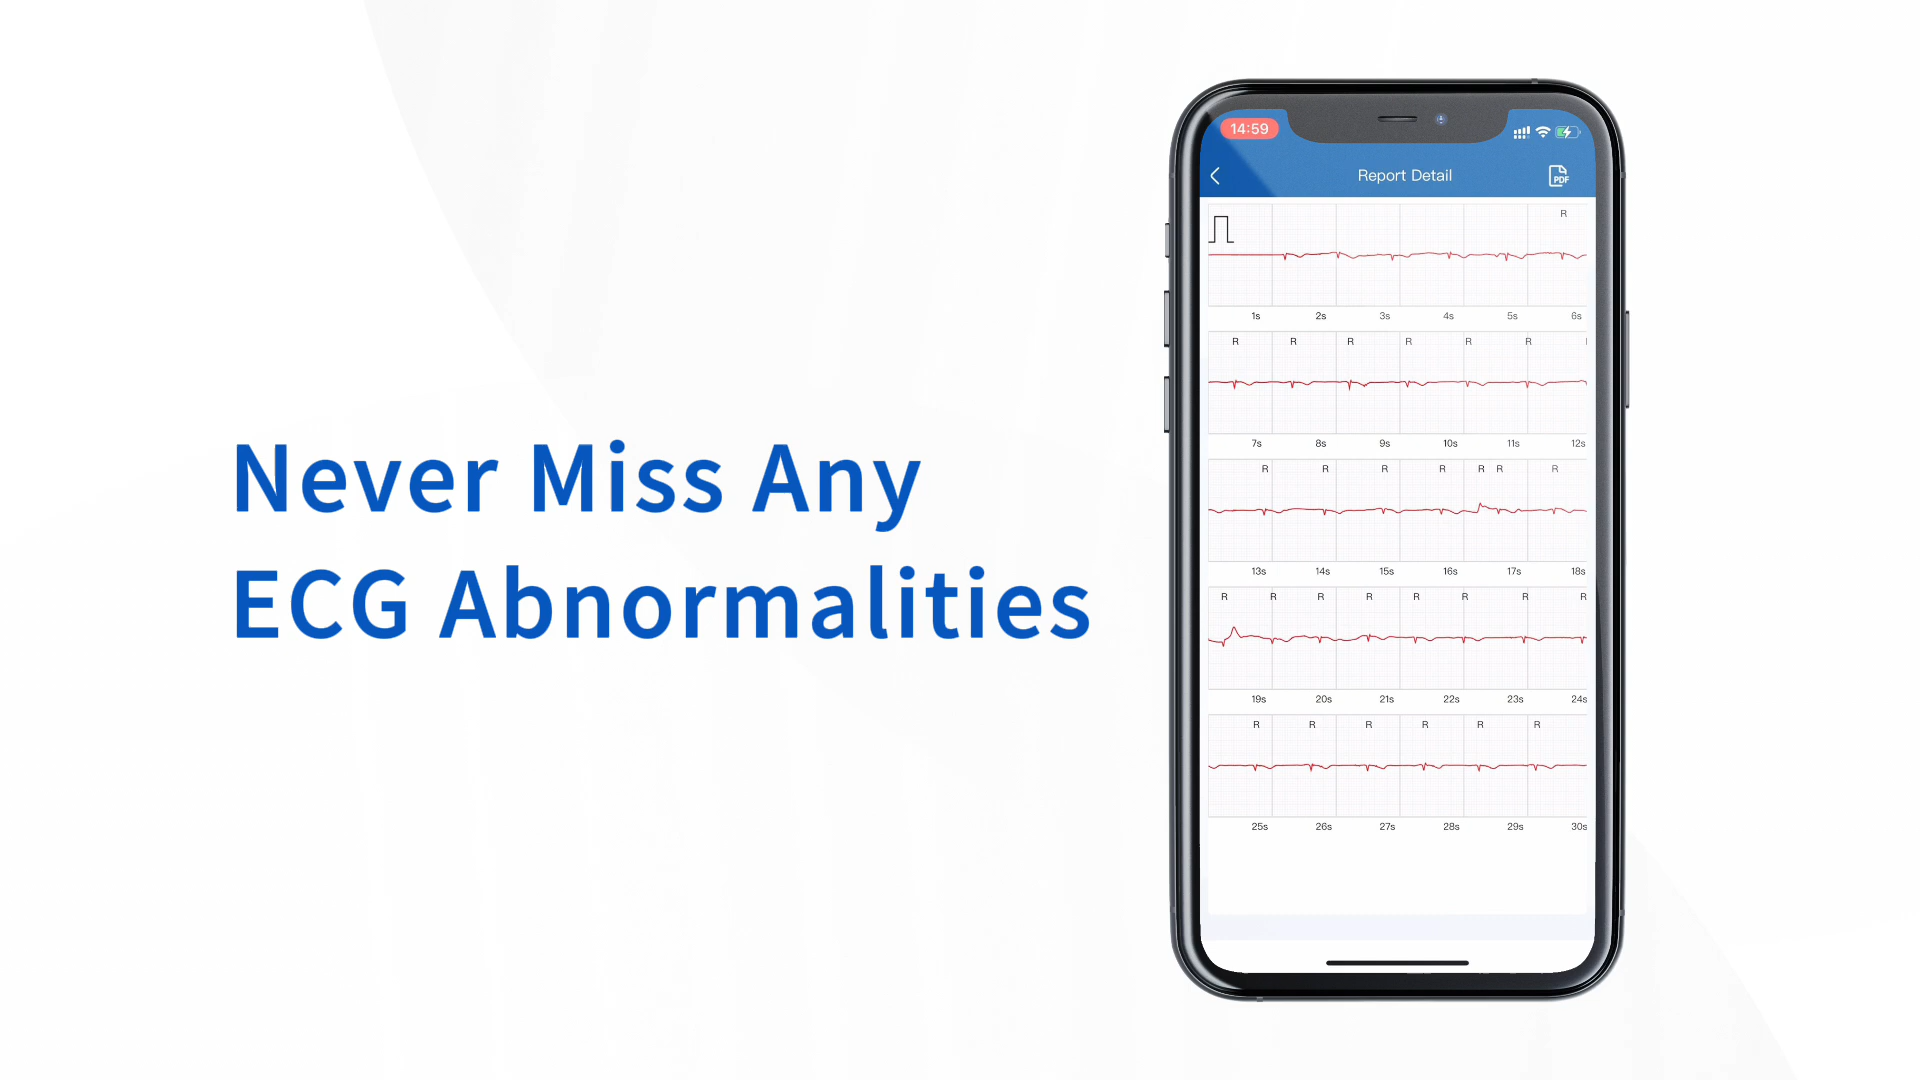 Never Miss Any
ECG Abnormalities
14:59
Report Detail
PDF
R
1s 2s 3s 4s 5s 6s
R R R R R R
7s 8s 9s 10s 11s 12s
R R R R R R R
13s 14s 15s 16s 17s 18s
R R R R R R R R
19s 20s 21s 22s 23s 24s
R R R R R R
25s 26s 27s 28s 29s 30s